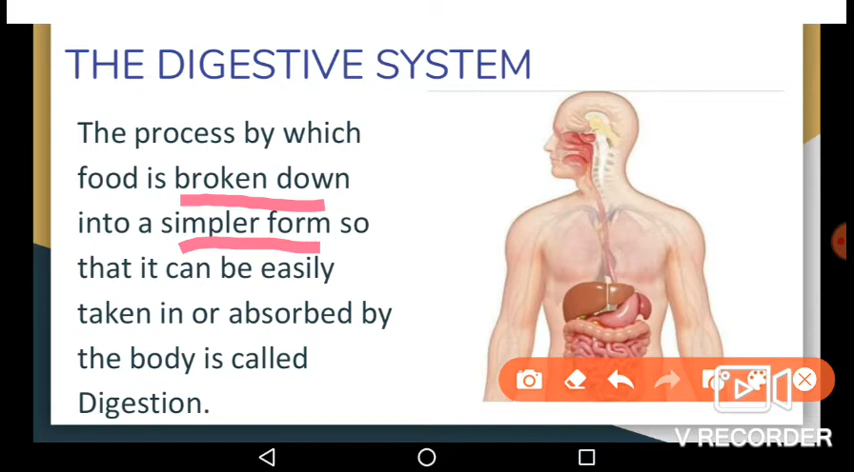 THE DIGESTIVE SYSTEM
The process by which
food is broken down
into a simpler form so
that it can be easily
taken in or absorbed by
the body is called
Digestion.
V RECORDER